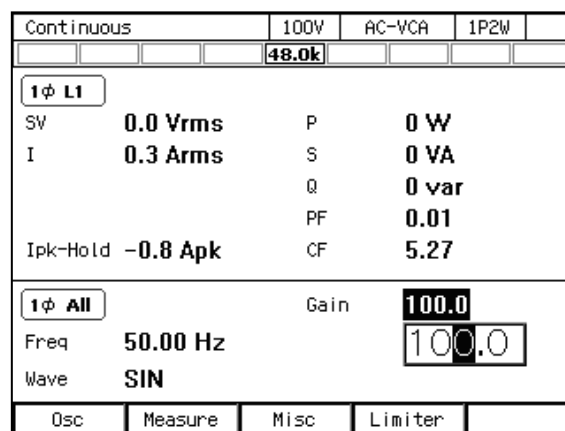 Continuous 100V AC-VCA 1P2W
48.0k
1ϕ L1
SV 0.0 Vrms P 0 W
I 0.3 Arms S 0 VA
Q 0 var
PF 0.01
Ipk-Hold -0.8 Apk CF 5.27
1ϕ All Gain 100.0
Freq 50.00 Hz 100.0
Wave SIN
Osc Measure Misc Limiter